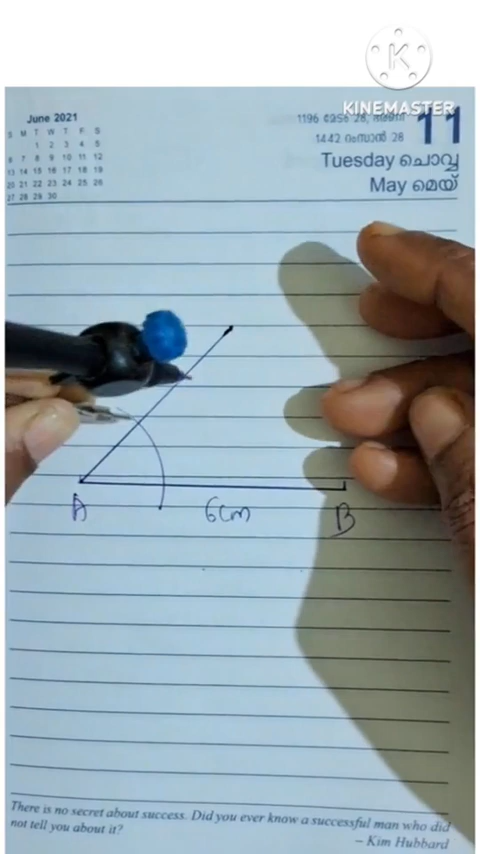 KINEMASTER
June 2021
S M T W T F S
1 2 3 4 5
6 7 8 9 10 11 12
13 14 15 16 17 18 19
20 21 22 23 24 25 26
27 28 29 30
1196 മേടം 28,
1442 റംസാൻ 28
11
Tuesday ചൊവ്വ
May മെയ്
A 6cm B
There is no secret about success. Did you ever know a successful man who did
not tell you about it?
– Kim Hubbard